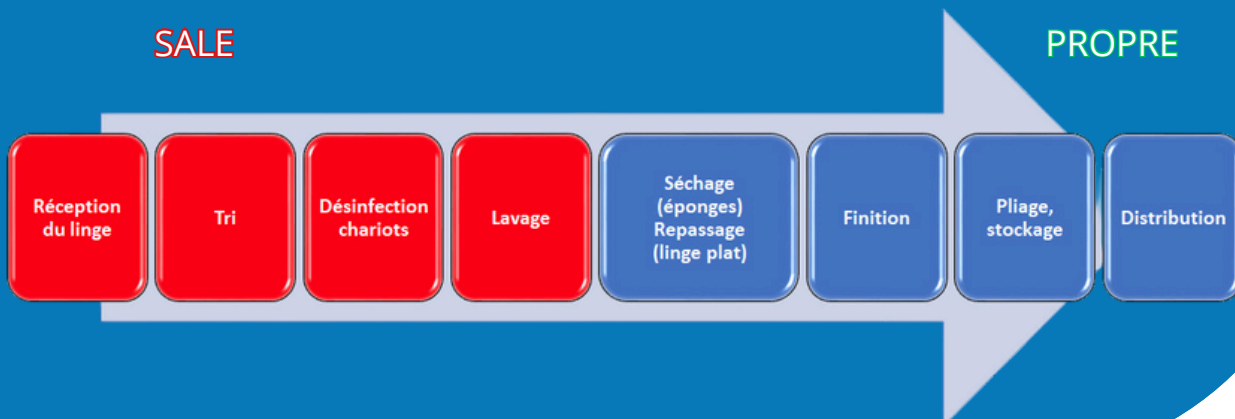 SALE
PROPRE
Réception
du linge
Tri
Désinfection
chariots
Lavage
Séchage
(éponges)
Repassage
(linge plat)
Finition
Pliage,
stockage
Distribution